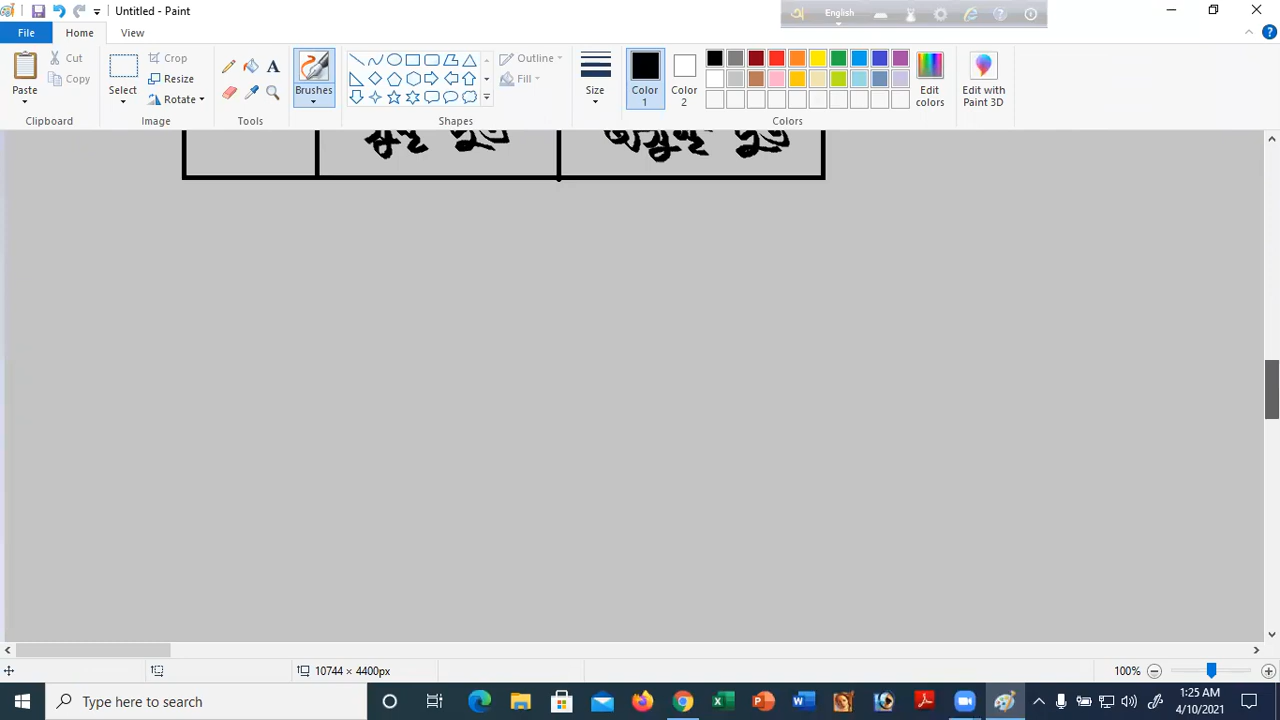 Untitled - Paint
English
File
Home
View
Paste
Cut
Copy
Clipboard
Select
Crop
Resize
Rotate
Image
Tools
Brushes
Shapes
Outline
Fill
Size
Color 1
Color 2
Colors
Edit colors
Edit with Paint 3D
10744 × 4400px
100%
Type here to search
1:25 AM
4/10/2021